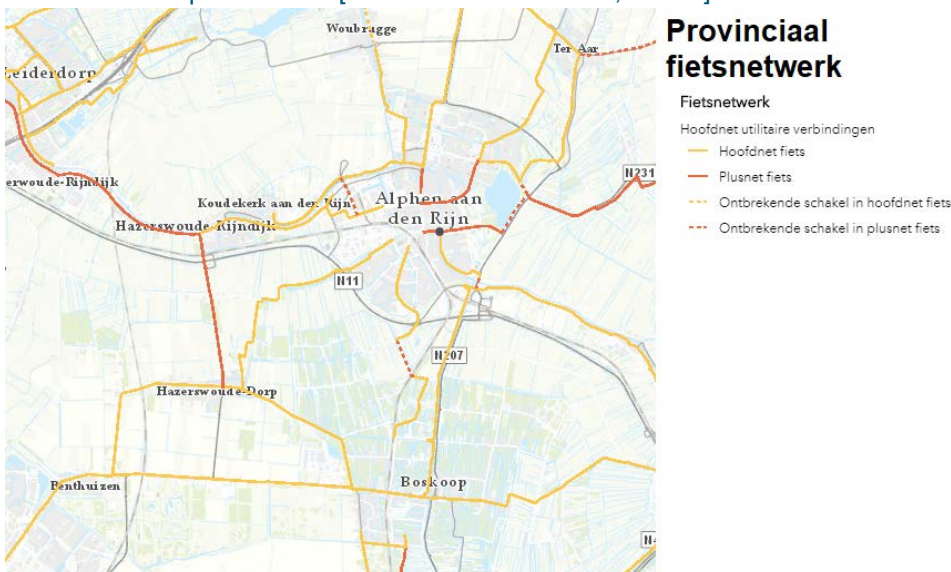 Woubrugge
Ter Aar
Leiderdorp
erwoude-Rijndijk
N231
Koudekerk aan den Rijn
Alphen aan
den Rijn
Hazerswoude-Rijndijk
N11
N207
Hazerswoude-Dorp
Benthuizen
Boskoop
Provinciaal
fietsnetwerk
Fietsnetwerk
Hoofdnet utilitaire verbindingen
Hoofdnet fiets
Plusnet fiets
Ontbrekende schakel in hoofdnet fiets
Ontbrekende schakel in plusnet fiets